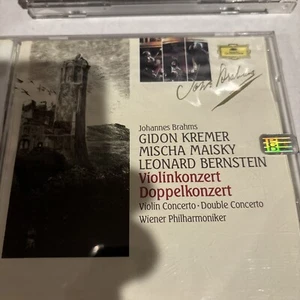 Johannes Brahms
GIDON KREMER
MISCHA MAISKY
LEONARD BERNSTEIN
Violinkonzert
Doppelkonzert
Violin Concerto · Double Concerto
Wiener Philharmoniker